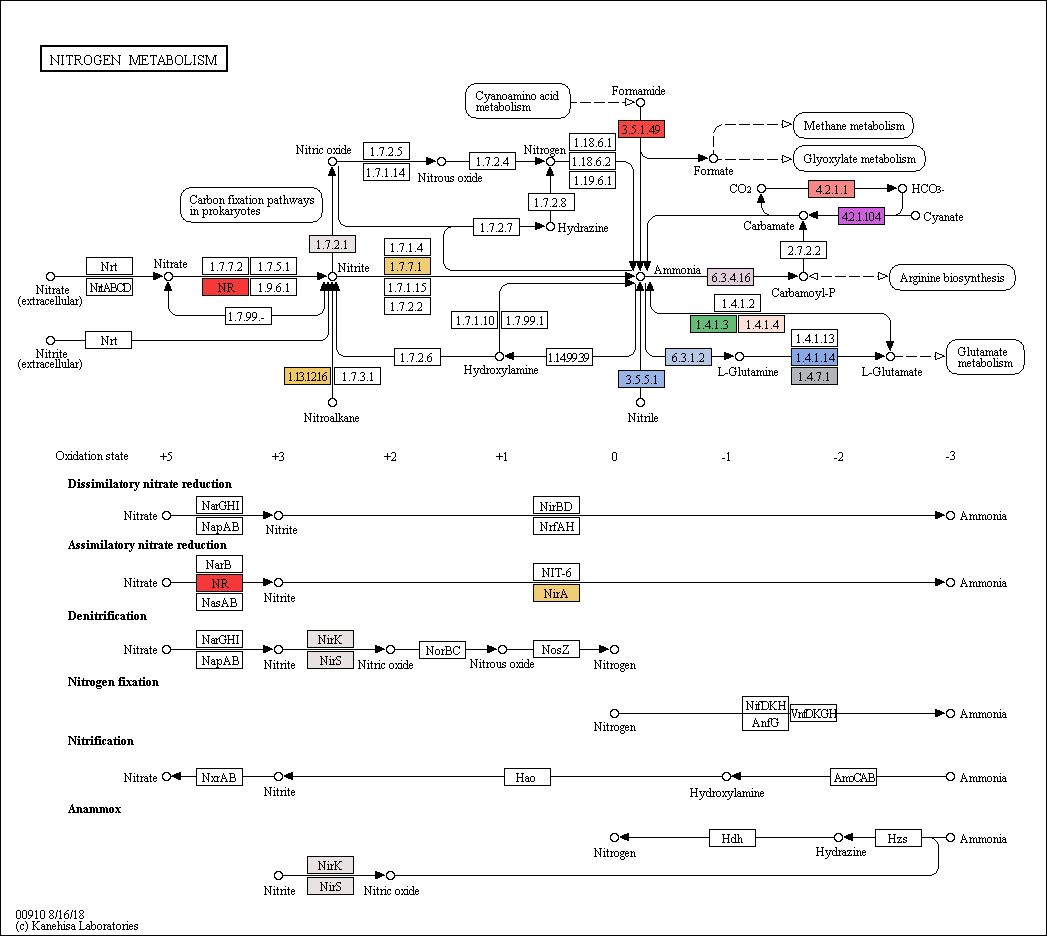 NITROGEN METABOLISM
Cyanoamino acid
metabolism
Formamide
3.5.1.49
Methane metabolism
Glyoxylate metabolism
Formate
Nitric oxide
1.7.2.5
1.7.1.14
Nitrous oxide
1.7.2.4
Nitrogen
1.18.6.1
1.18.6.2
1.19.6.1
Carbon fixation pathways
in prokaryotes
1.7.2.8
1.7.2.7
Hydrazine
CO2
4.2.1.1
HCO3-
Carbamate
4.2.1.104
Cyanate
2.7.2.2
1.7.2.1
Nrt
NrtABCD
Nitrate
(extracellular)
Nitrate
1.7.7.2
1.7.5.1
NR
1.9.6.1
1.7.99.-
Nitrite
1.7.1.4
1.7.7.1
1.7.1.15
1.7.2.2
Ammonia
6.3.4.16
Carbamoyl-P
Arginine biosynthesis
Nrt
Nitrite
(extracellular)
1.7.1.10
1.7.99.1
1.4.1.2
1.4.1.3
1.4.1.4
1.7.2.6
Hydroxylamine
1.14.99.39
6.3.1.2
L-Glutamine
1.4.1.13
1.4.1.14
1.4.7.1
L-Glutamate
Glutamate
metabolism
1.13.12.16
1.7.3.1
Nitroalkane
3.5.5.1
Nitrile
Oxidation state
+5
+3
+2
+1
0
-1
-2
-3
Dissimilatory nitrate reduction
Nitrate
NarGHI
NapAB
Nitrite
NirBD
NrfAH
Ammonia
Assimilatory nitrate reduction
Nitrate
NarB
NR
NasAB
Nitrite
NIT-6
NirA
Ammonia
Denitrification
Nitrate
NarGHI
NapAB
Nitrite
NirK
NirS
Nitric oxide
NorBC
Nitrous oxide
NosZ
Nitrogen
Nitrogen fixation
Nitrogen
NifDKH
AnfG
VnfDKGH
Ammonia
Nitrification
Nitrate
NxrAB
Nitrite
Hao
Hydroxylamine
AmoCAB
Ammonia
Anammox
Nitrogen
Hdh
Hydrazine
Hzs
Ammonia
Nitrite
NirK
NirS
Nitric oxide
00910 8/16/18
(c) Kanehisa Laboratories